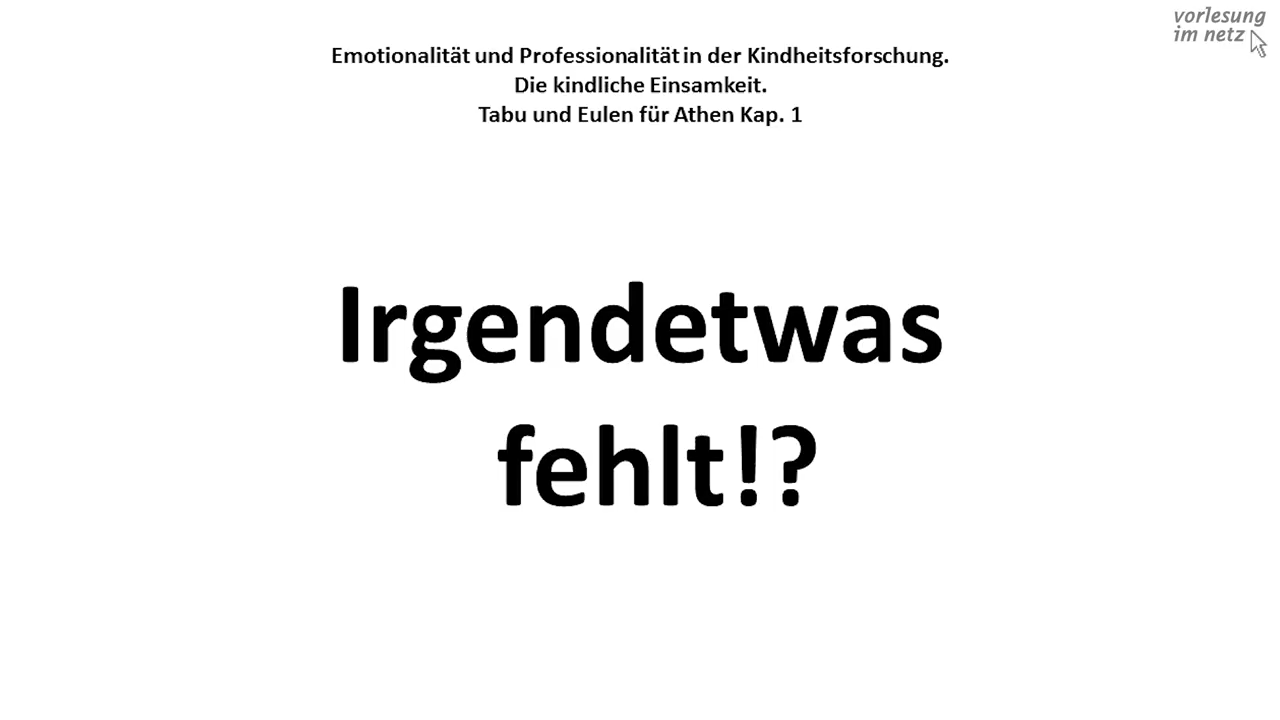 vorlesung
im netz
Emotionalität und Professionalität in der Kindheitsforschung.
Die kindliche Einsamkeit.
Tabu und Eulen für Athen Kap. 1
Irgendetwas
fehlt!?